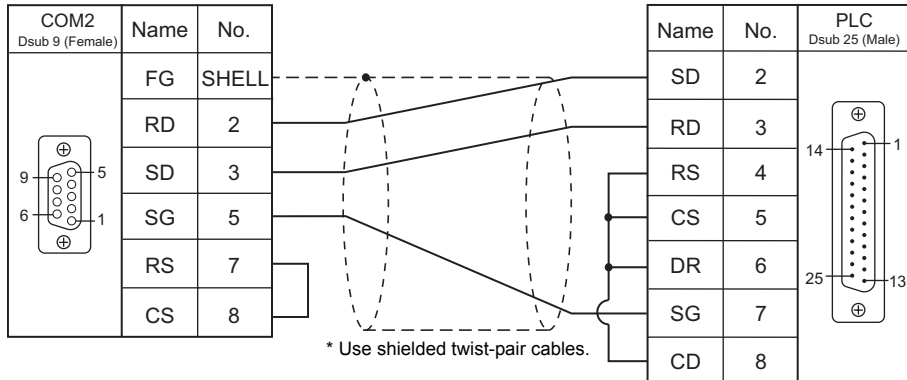 COM2
Dsub 9 (Female)
Name No.
FG SHELL
RD 2
SD 3
SG 5
RS 7
CS 8
9
5
6
1
* Use shielded twist-pair cables.
Name No.
PLC
Dsub 25 (Male)
SD 2
RD 3
RS 4
CS 5
DR 6
SG 7
CD 8
14
1
25
13